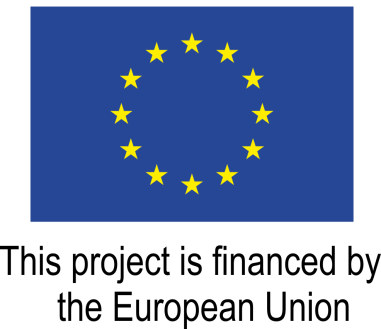 This project is financed by
the European Union